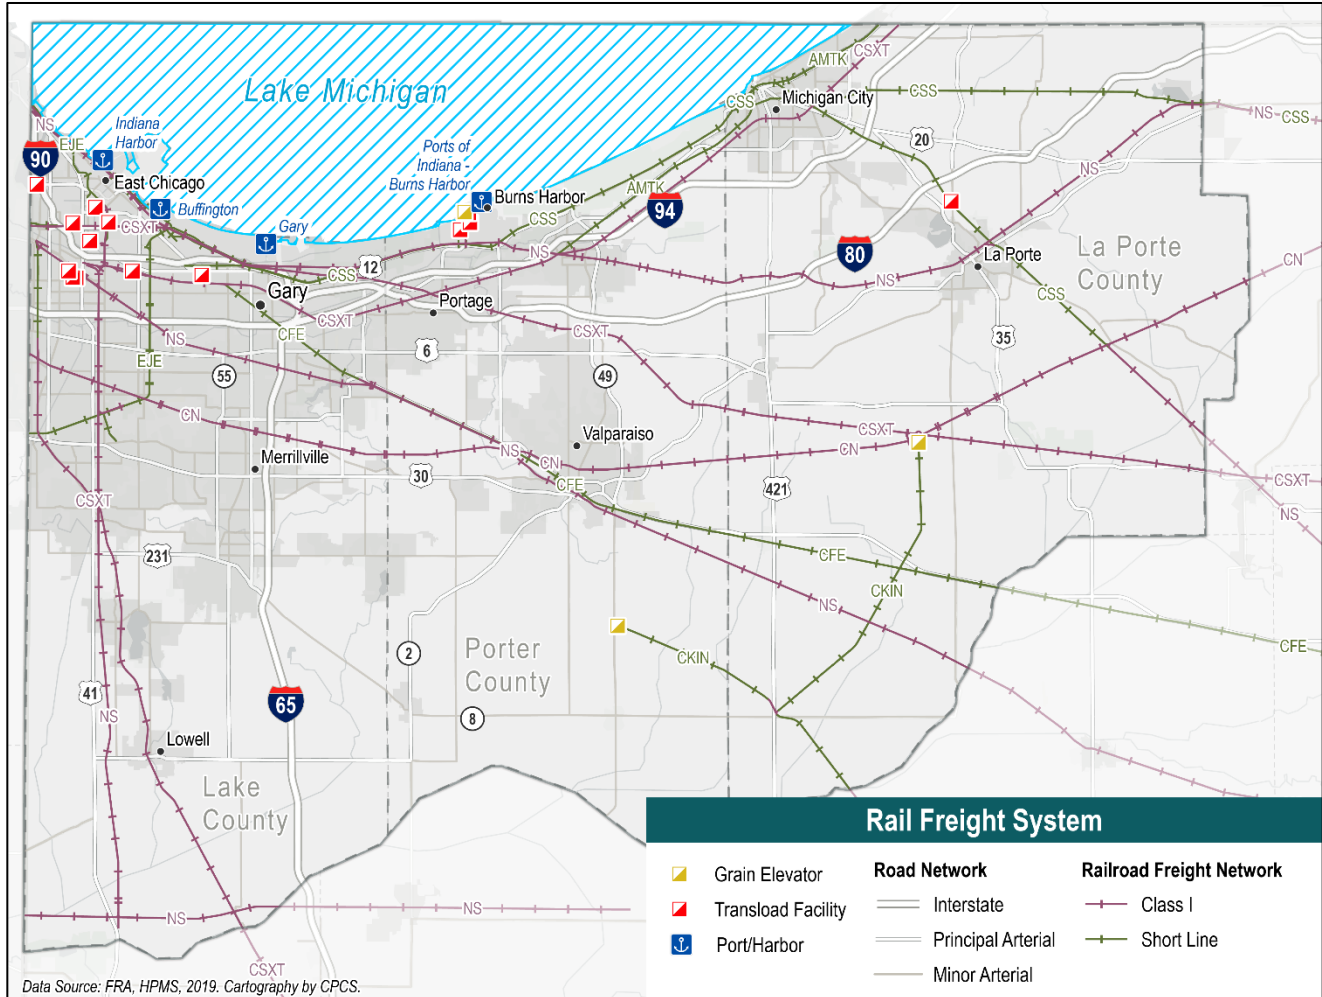 AMTK
CSXT
Lake Michigan
CSS
Michigan City
CSS
NS
CSS
NS
90
EJE
Indiana
Harbor
East Chicago
Ports of
Indiana -
Burns Harbor
Burns Harbor
20
NS
AMTK
94
Buffington
CSXT
Gary
CSS
NS
80
La Porte
La Porte
County
CN
12
CSS
NS
CSS
Gary
Portage
CSXT
CFE
CSXT
NS
EJE
6
35
55
49
CN
CSXT
Valparaiso
NS
CN
CN
Merrillville
30
CFE
421
CSXT
CSXT
NS
231
CFE
CKIN
NS
CKIN
CFE
2
Porter
County
41
65
NS
8
Lowell
Lake
County
NS
NS
CSXT
Rail Freight System
Grain Elevator
Transload Facility
Port/Harbor
Road Network
Interstate
Principal Arterial
Minor Arterial
Railroad Freight Network
Class I
Short Line
Data Source: FRA, HPMS, 2019. Cartography by CPCS.